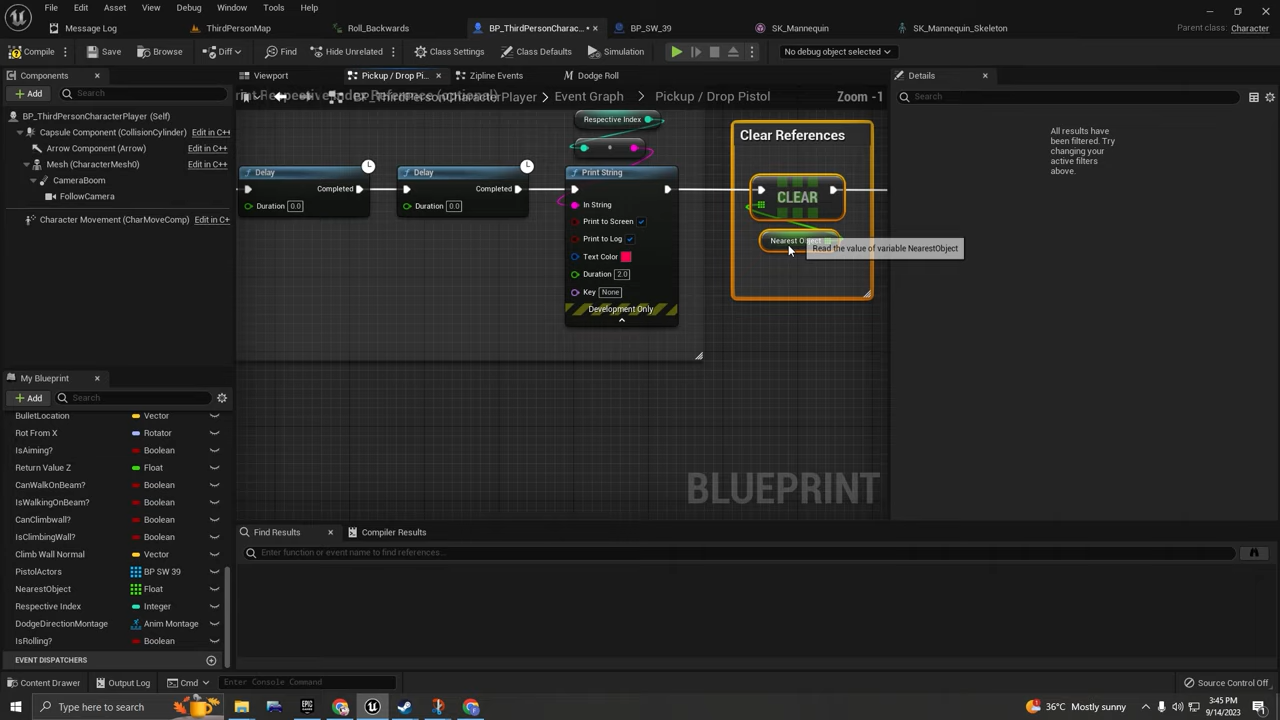 File Edit Asset View Debug Window Tools Help
Message Log ThirdPersonMap Roll_Backwards BP_ThirdPersonCharac... BP_SW_39 SK_Mannequin SK_Mannequin_Skeleton Parent class: Character
Compile Save Browse Diff Find Hide Unrelated Class Settings Class Defaults Simulation No debug object selected
Components Viewport Pickup / Drop Pi... Zipline Events Dodge Roll Details
Add Search
BP_ThirdPersonCharacterPlayer > Event Graph > Pickup / Drop Pistol Zoom -1
Search
BP_ThirdPersonCharacterPlayer (Self)
Capsule Component (CollisionCylinder) Edit in C++
Arrow Component (Arrow) Edit in C++
Mesh (CharacterMesh0) Edit in C++
CameraBoom
FollowCamera
Character Movement (CharMoveComp) Edit in C++
Respective Index
Delay
Completed
Duration 0.0
Delay
Completed
Duration 0.0
Print String
In String
Print to Screen
Print to Log
Text Color
Duration 2.0
Key None
Development Only
Clear References
CLEAR
Nearest Object
Read the value of variable NearestObject
All results have
been filtered. Try
changing your
active filters
above.
BLUEPRINT
My Blueprint
Add Search
BulletLocation Vector
Rot From X Rotator
IsAiming? Boolean
Return Value Z Float
CanWalkOnBeam? Boolean
IsWalkingOnBeam? Boolean
CanClimbwall? Boolean
IsClimbingWall? Boolean
Climb Wall Normal Vector
PistolActors BP SW 39
NearestObject Float
Respective Index Integer
DodgeDirectionMontage Anim Montage
IsRolling? Boolean
EVENT DISPATCHERS
Find Results Compiler Results
Enter function or event name to find references...
Content Drawer Output Log Cmd Enter Console Command Source Control Off
Type here to search 36°C Mostly sunny 3:45 PM
9/14/2023